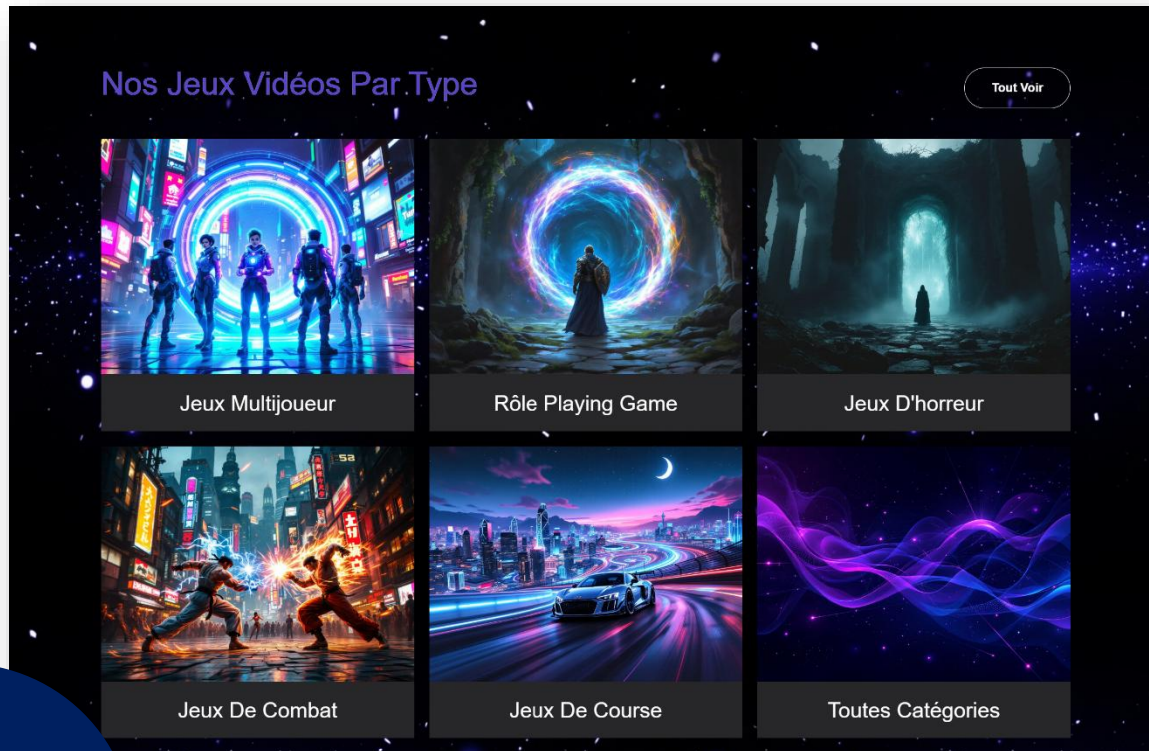 Nos Jeux Vidéos Par Type
Tout Voir
Jeux Multijoueur
Rôle Playing Game
Jeux D'horreur
53
Jeux De Combat
Jeux De Course
Toutes Catégories